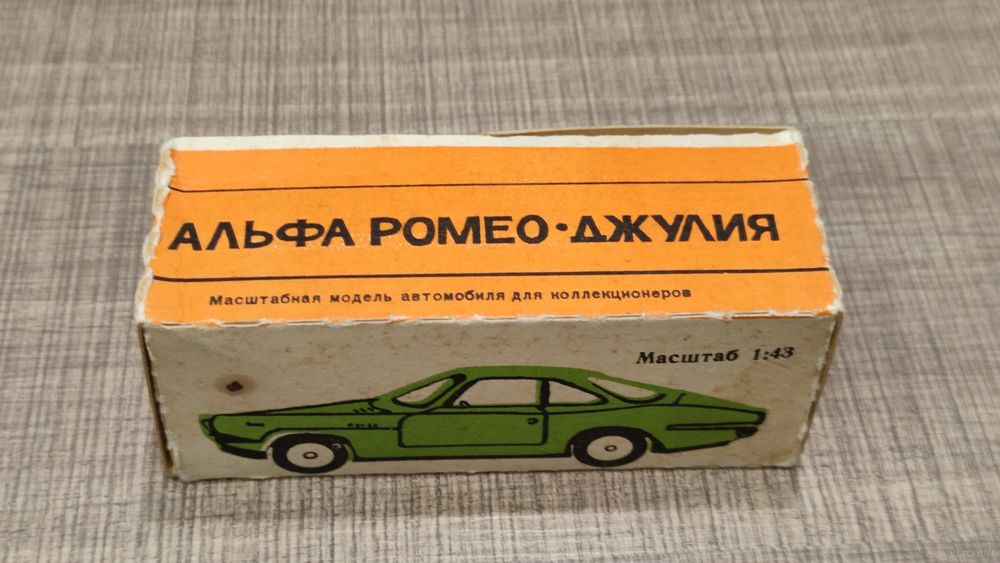 АЛЬФА РОМЕО·ДЖУЛИЯ
Масштабная модель автомобиля для коллекционеров
Масштаб 1:43